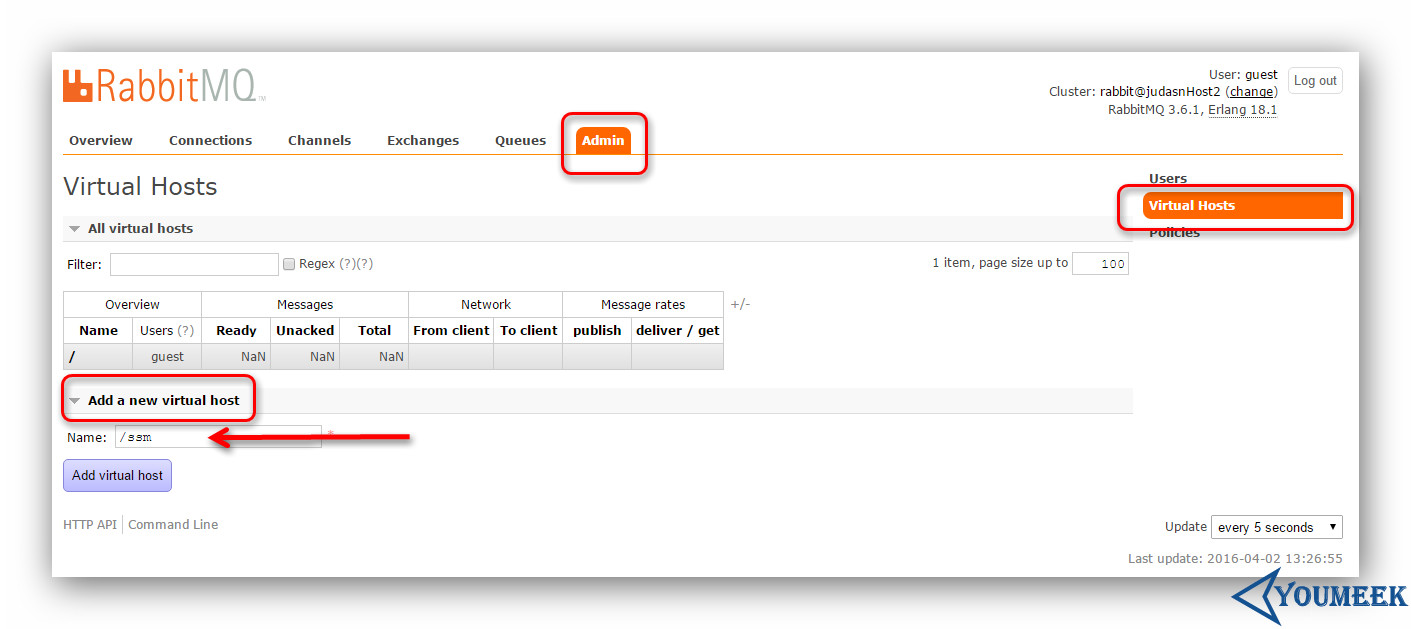 RabbitMQ TM
User: guest
Log out
Cluster: rabbit@judasnHost2 (change)
RabbitMQ 3.6.1, Erlang 18.1
Overview Connections Channels Exchanges Queues Admin
Virtual Hosts
Users
Virtual Hosts
Policies
All virtual hosts
Filter: Regex (?)(?) 1 item, page size up to 100
Overview Messages Network Message rates +/-
Name Users (?) Ready Unacked Total From client To client publish deliver / get
/ guest NaN NaN NaN
Add a new virtual host
Name: /ssm *
Add virtual host
HTTP API Command Line
Update every 5 seconds
Last update: 2016-04-02 13:26:55
YOUMEEK